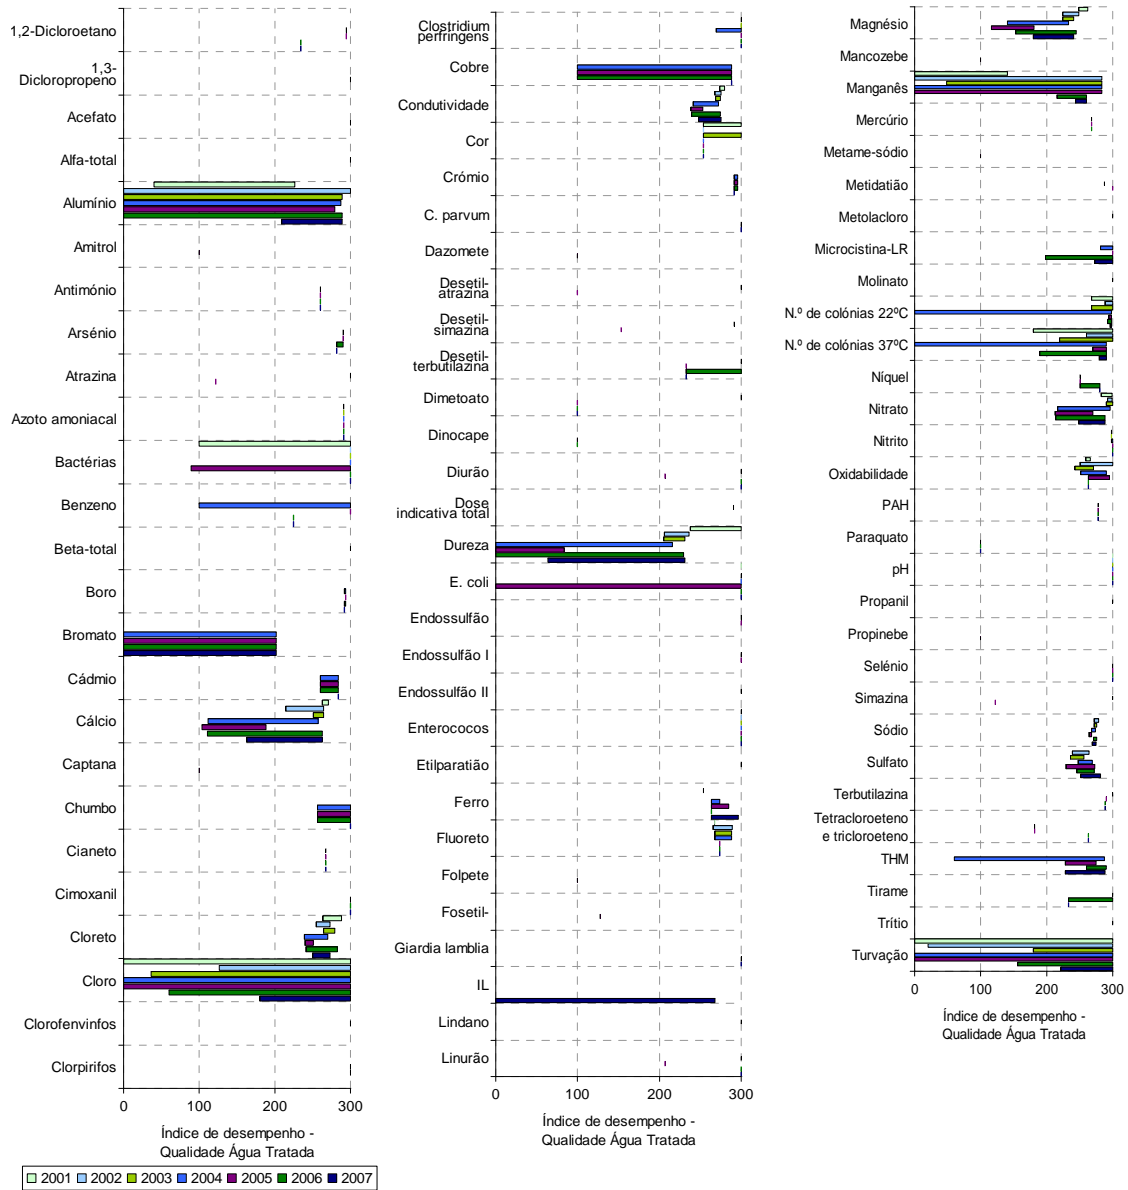 1,2-Dicloroetano
1,3-
Dicloropropeno
Acefato
Alfa-total
Alumínio
Amitrol
Antimónio
Arsénio
Atrazina
Azoto amoniacal
Bactérias
Benzeno
Beta-total
Boro
Bromato
Cádmio
Cálcio
Captana
Chumbo
Cianeto
Cimoxanil
Cloreto
Cloro
Clorofenvinfos
Clorpirifos
0 100 200 300
Índice de desempenho -
Qualidade Água Tratada
Clostridium
perfringens
Cobre
Condutividade
Cor
Crómio
C. parvum
Dazomete
Desetil-
atrazina
Desetil-
simazina
Desetil-
terbutilazina
Dimetoato
Dinocape
Diurão
Dose
indicativa total
Dureza
E. coli
Endossulfão
Endossulfão I
Endossulfão II
Enterococos
Etilparatião
Ferro
Fluoreto
Folpete
Fosetil-
Giardia lamblia
IL
Lindano
Linurão
0 100 200 300
Índice de desempenho -
Qualidade Água Tratada
Magnésio
Mancozebe
Manganês
Mercúrio
Metame-sódio
Metidatião
Metolacloro
Microcistina-LR
Molinato
N.º de colónias 22ºC
N.º de colónias 37ºC
Níquel
Nitrato
Nitrito
Oxidabilidade
PAH
Paraquato
pH
Propanil
Propinebe
Selénio
Simazina
Sódio
Sulfato
Terbutilazina
Tetracloroeteno
e tricloroeteno
THM
Tirame
Trítio
Turvação
0 100 200 300
Índice de desempenho -
Qualidade Água Tratada
2001 2002 2003 2004 2005 2006 2007